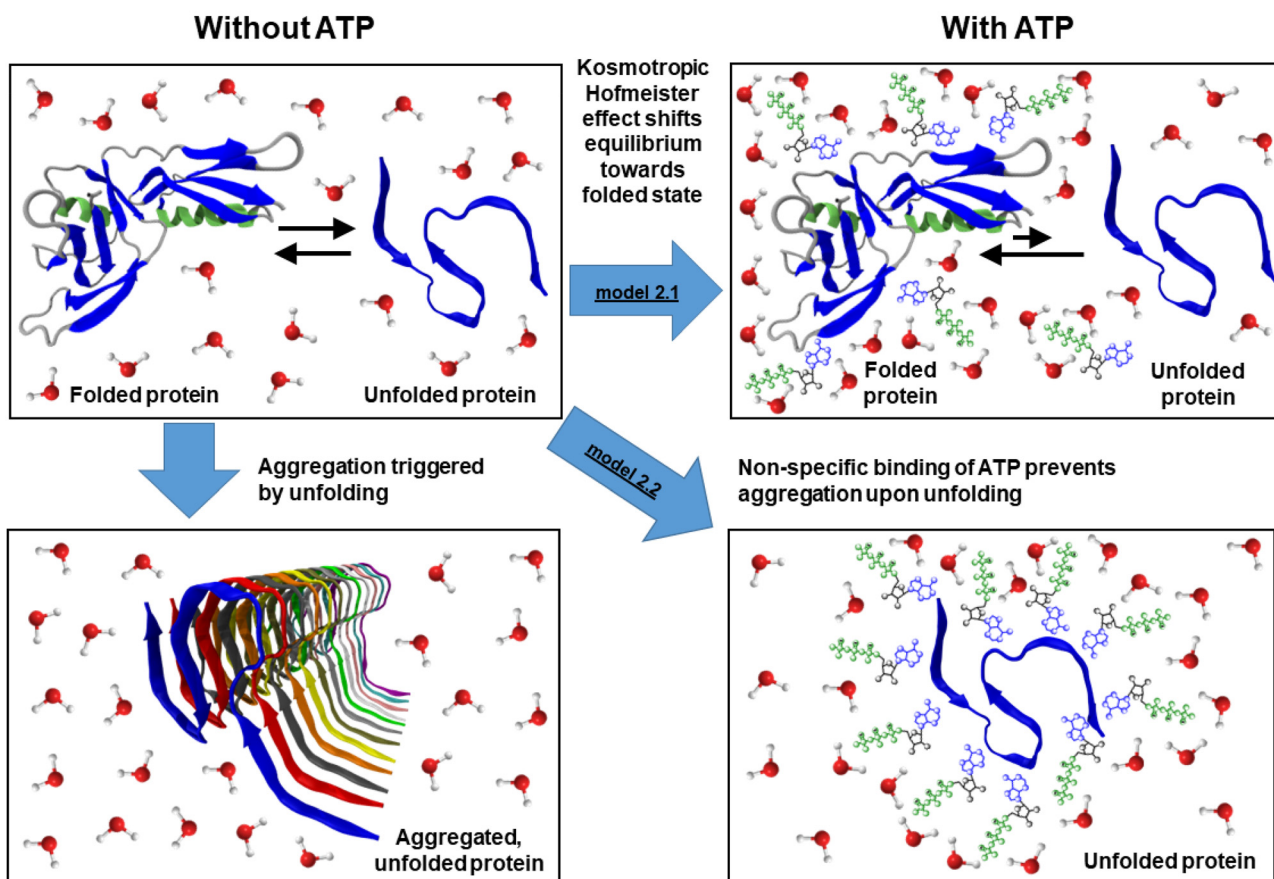 Without ATP
With ATP
Kosmotropic
Hofmeister
effect shifts
equilibrium
towards
folded state
model 2.1
Folded protein
Unfolded protein
Folded
protein
Unfolded
protein
Aggregation triggered
by unfolding
model 2.2
Non-specific binding of ATP prevents
aggregation upon unfolding
Aggregated,
unfolded protein
Unfolded protein